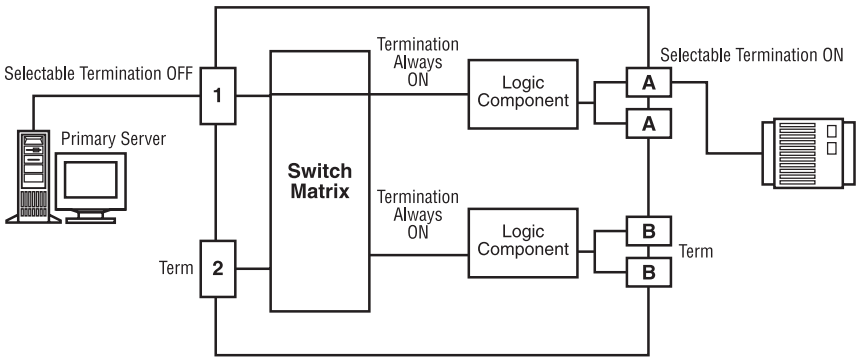 Selectable Termination OFF
1
Primary Server
Term
2
Switch
Matrix
Termination
Always
ON
Logic
Component
Termination
Always
ON
Logic
Component
A
A
Selectable Termination ON
B
B
Term